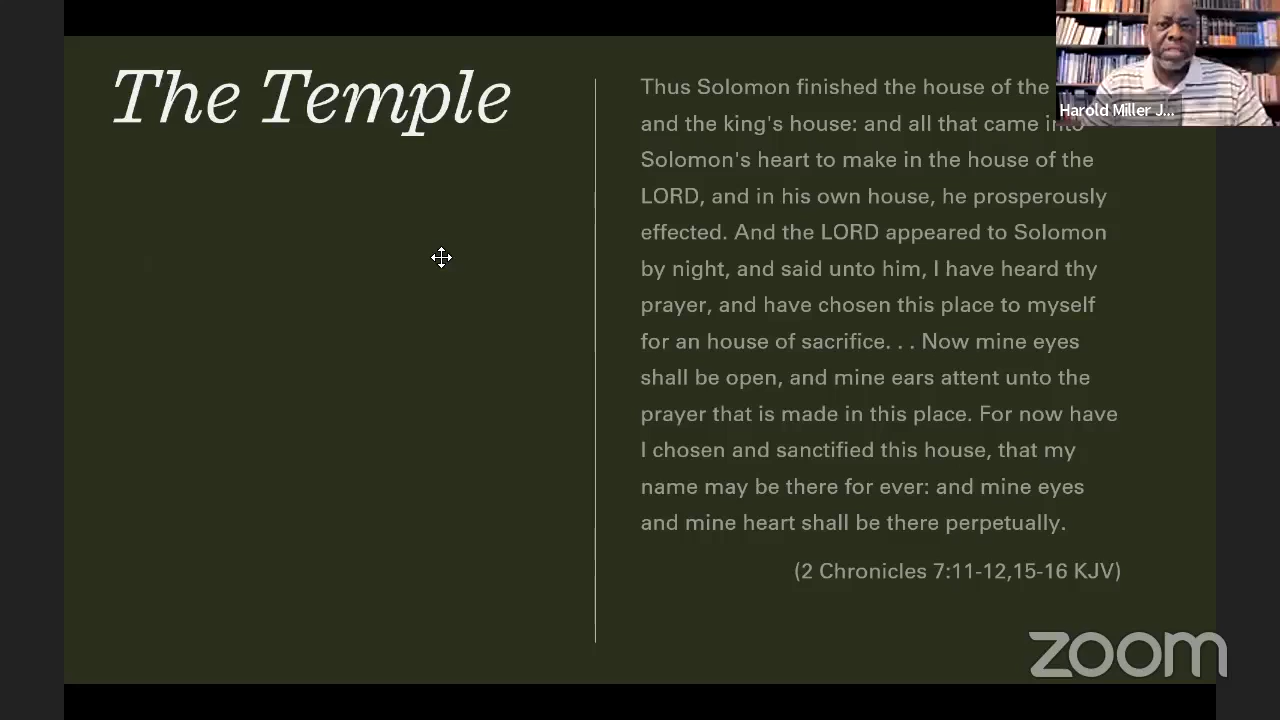 The Temple
Thus Solomon finished the house of the
and the king's house: and all that came into
Solomon's heart to make in the house of the
LORD, and in his own house, he prosperously
effected. And the LORD appeared to Solomon
by night, and said unto him, I have heard thy
prayer, and have chosen this place to myself
for an house of sacrifice. . . Now mine eyes
shall be open, and mine ears attent unto the
prayer that is made in this place. For now have
I chosen and sanctified this house, that my
name may be there for ever: and mine eyes
and mine heart shall be there perpetually.
(2 Chronicles 7:11-12,15-16 KJV)
Harold Miller J...
zoom